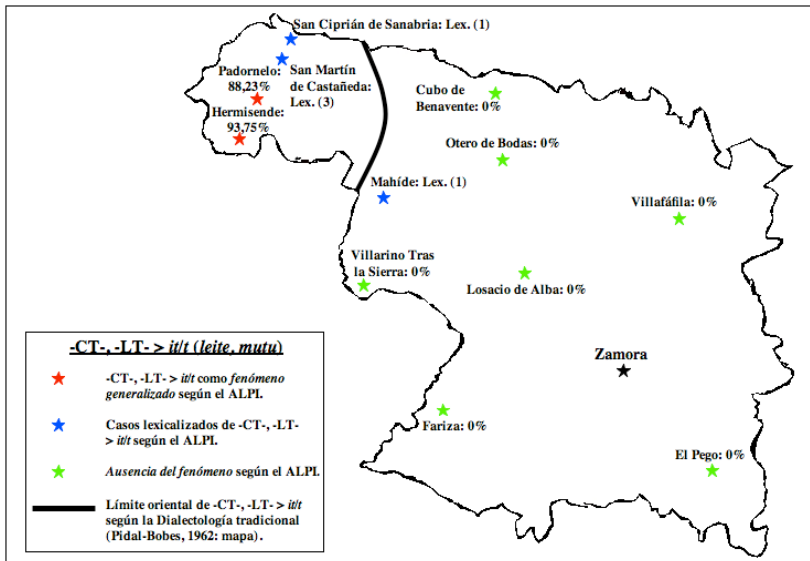 San Ciprián de Sanabria: Lex. (1)
Padornelo:
88,23%
San Martín
de Castañeda:
Lex. (3)
Hermisende:
93,75%
Cubo de
Benavente: 0%
Otero de Bodas: 0%
Mahíde: Lex. (1)
Villafáfila: 0%
Villarino Tras
la Sierra: 0%
Losacio de Alba: 0%
Zamora
Fariza: 0%
El Pego: 0%
-CT-, -LT- > it/t (leite, mutu)
-CT-, -LT- > it/t como fenómeno
generalizado según el ALPI.
Casos lexicalizados de -CT-, -LT-
> it/t según el ALPI.
Ausencia del fenómeno según el ALPI.
Límite oriental de -CT-, -LT- > it/t
según la Dialectología tradicional
(Pidal-Bobes, 1962: mapa).